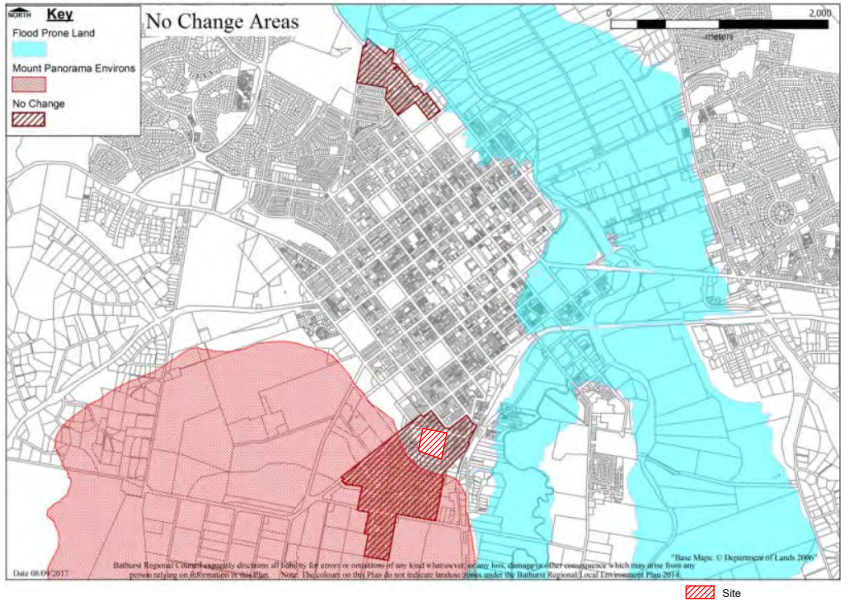 NORTH Key
Flood Prone Land
Mount Panorama Environs
No Change
No Change Areas
0 2,000
meters
"Base Maps: © Department of Lands 2006"
Date 08/09/2017
Bathurst Regional Council expressly disclaims all liability for errors or omissions of any kind whatsoever, or any loss, damage or other consequence which may arise from any
person relying on information in this Plan. Note: The colours on this Plan do not indicate landuse zones under the Bathurst Regional Local Environment Plan 2014.
Site